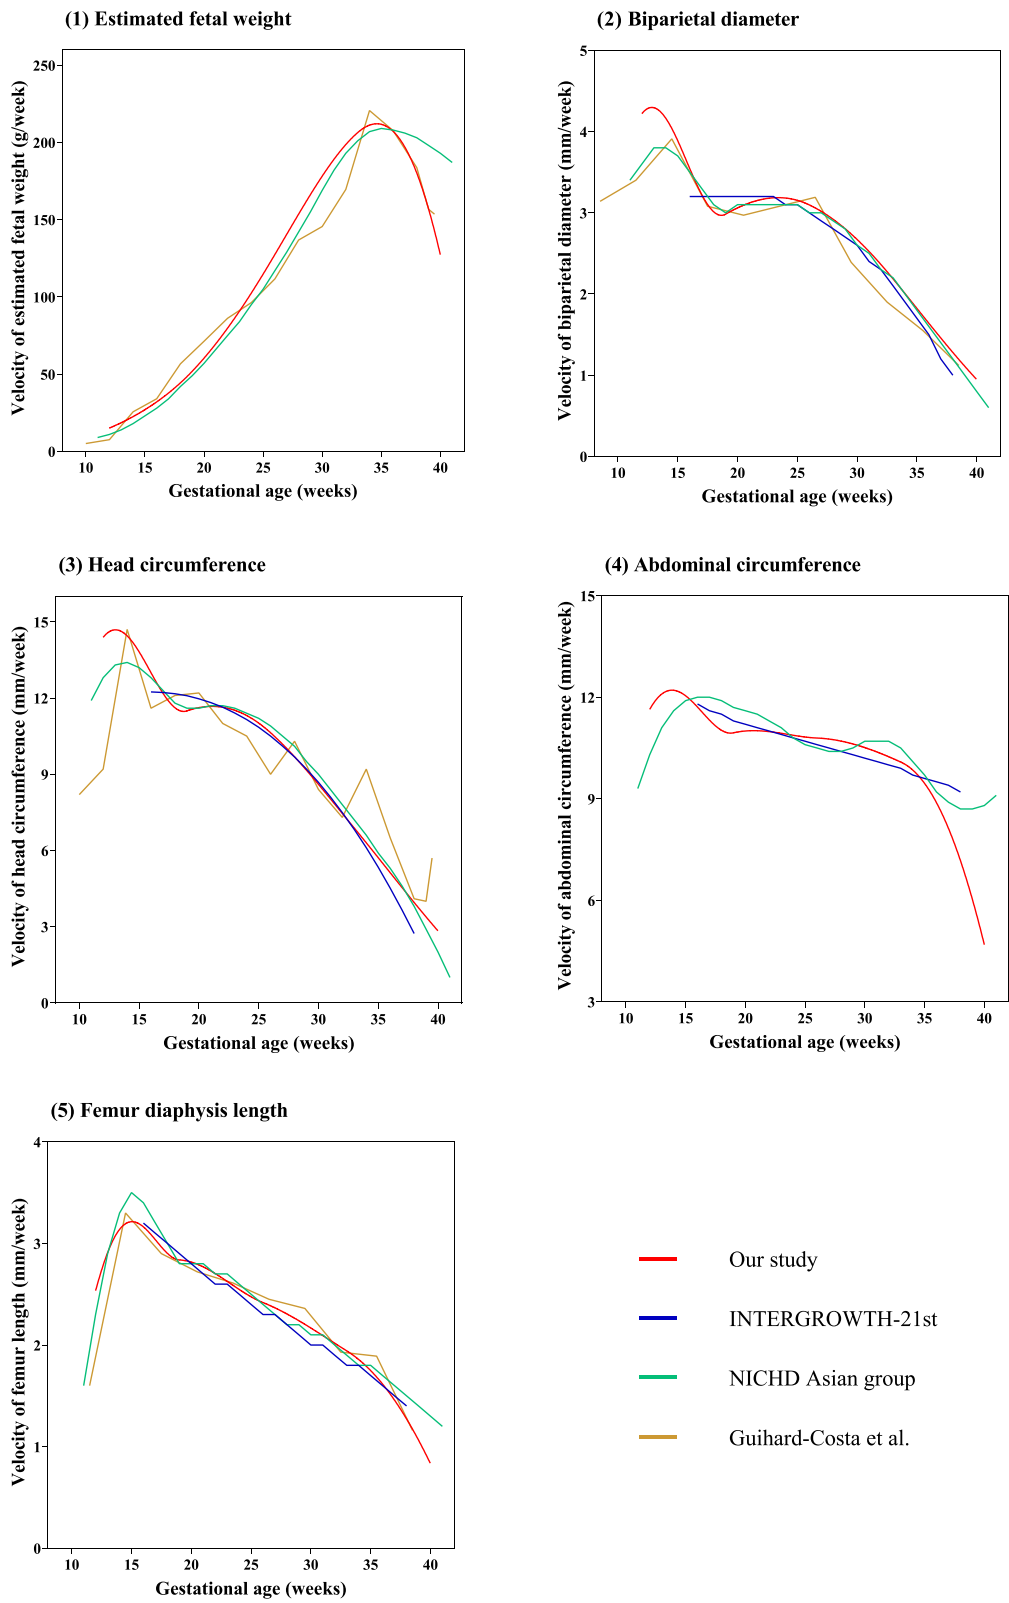 (1) Estimated fetal weight
Velocity of estimated fetal weight (g/week)
250
200
150
100
50
0
10 15 20 25 30 35 40
Gestational age (weeks)
(2) Biparietal diameter
Velocity of biparietal diameter (mm/week)
5
4
3
2
1
0
10 15 20 25 30 35 40
Gestational age (weeks)
(3) Head circumference
Velocity of head circumference (mm/week)
15
12
9
6
3
0
10 15 20 25 30 35 40
Gestational age (weeks)
(4) Abdominal circumference
Velocity of abdominal circumference (mm/week)
15
12
9
6
3
10 15 20 25 30 35 40
Gestational age (weeks)
(5) Femur diaphysis length
Velocity of femur length (mm/week)
4
3
2
1
0
10 15 20 25 30 35 40
Gestational age (weeks)
Our study
INTERGROWTH-21st
NICHD Asian group
Guihard-Costa et al.